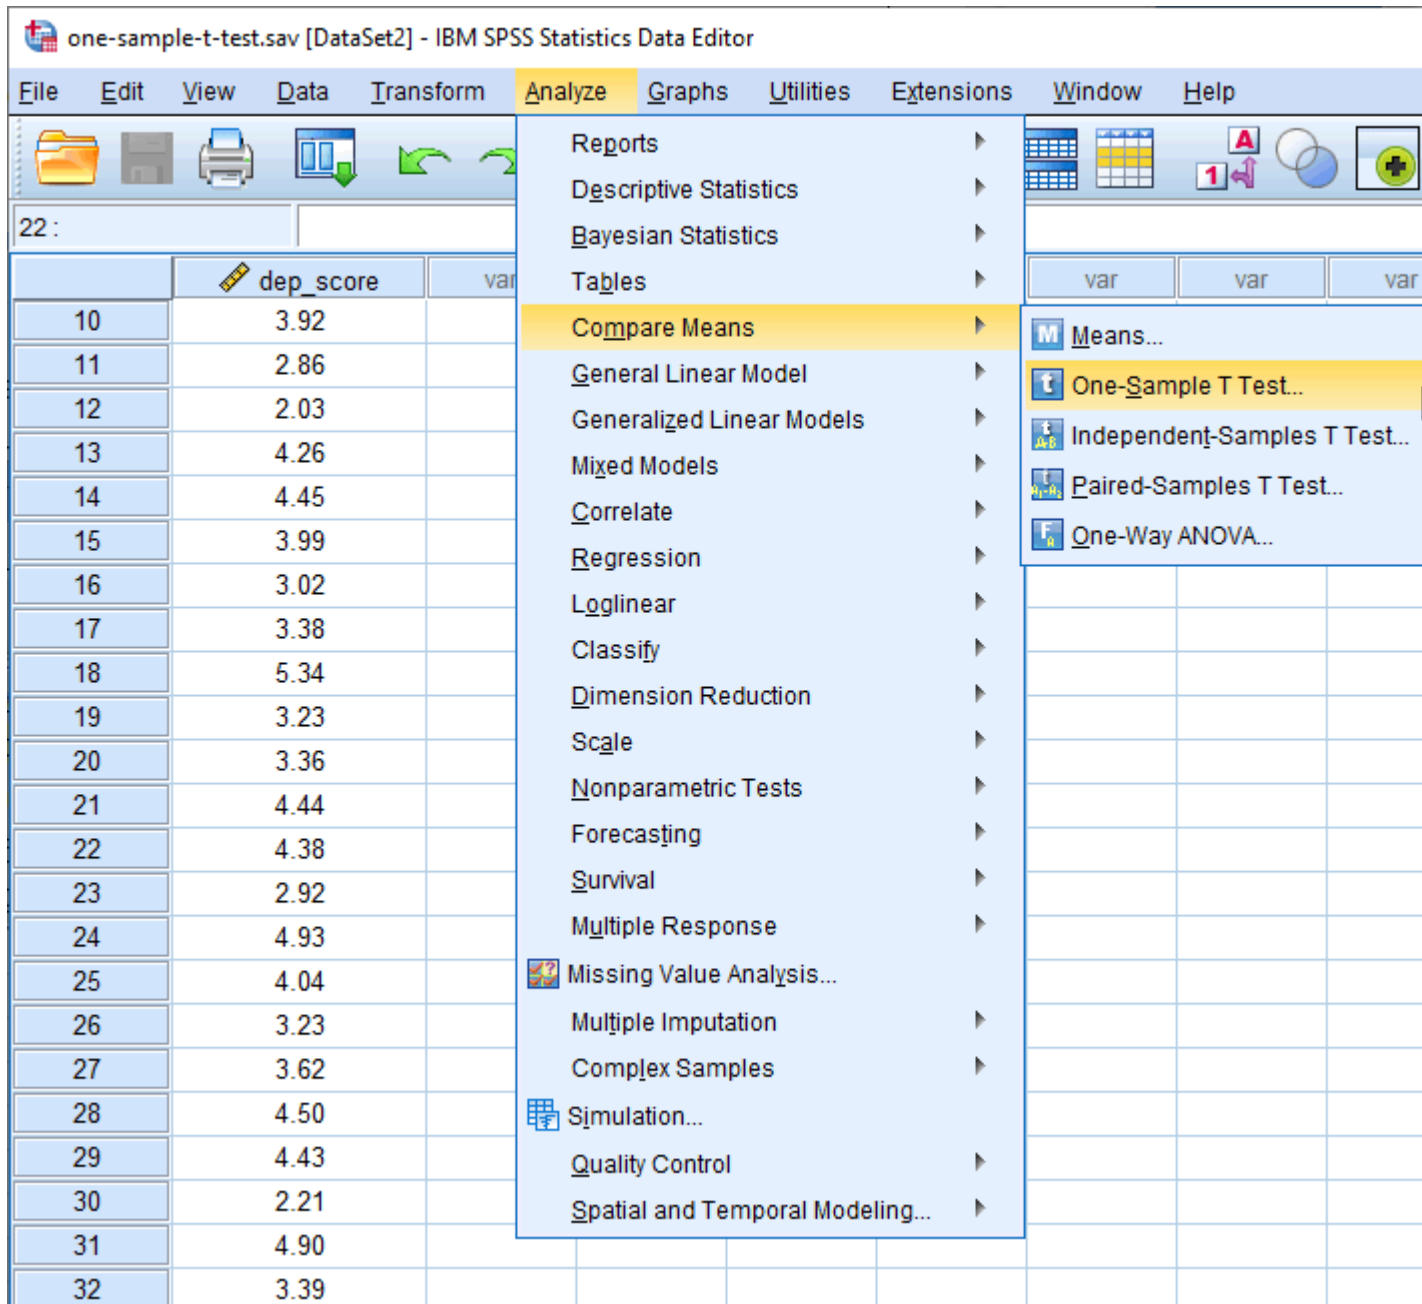 one-sample-t-test.sav [DataSet2] - IBM SPSS Statistics Data Editor
File Edit View Data Transform Analyze Graphs Utilities Extensions Window Help
A
1
22 :
dep_score var var var var
10 3.92
11 2.86
12 2.03
13 4.26
14 4.45
15 3.99
16 3.02
17 3.38
18 5.34
19 3.23
20 3.36
21 4.44
22 4.38
23 2.92
24 4.93
25 4.04
26 3.23
27 3.62
28 4.50
29 4.43
30 2.21
31 4.90
32 3.39
Reports
Descriptive Statistics
Bayesian Statistics
Tables
Compare Means
General Linear Model
Generalized Linear Models
Mixed Models
Correlate
Regression
Loglinear
Classify
Dimension Reduction
Scale
Nonparametric Tests
Forecasting
Survival
Multiple Response
Missing Value Analysis...
Multiple Imputation
Complex Samples
Simulation...
Quality Control
Spatial and Temporal Modeling...
M Means...
t One-Sample T Test...
Independent-Samples T Test...
Paired-Samples T Test...
One-Way ANOVA...